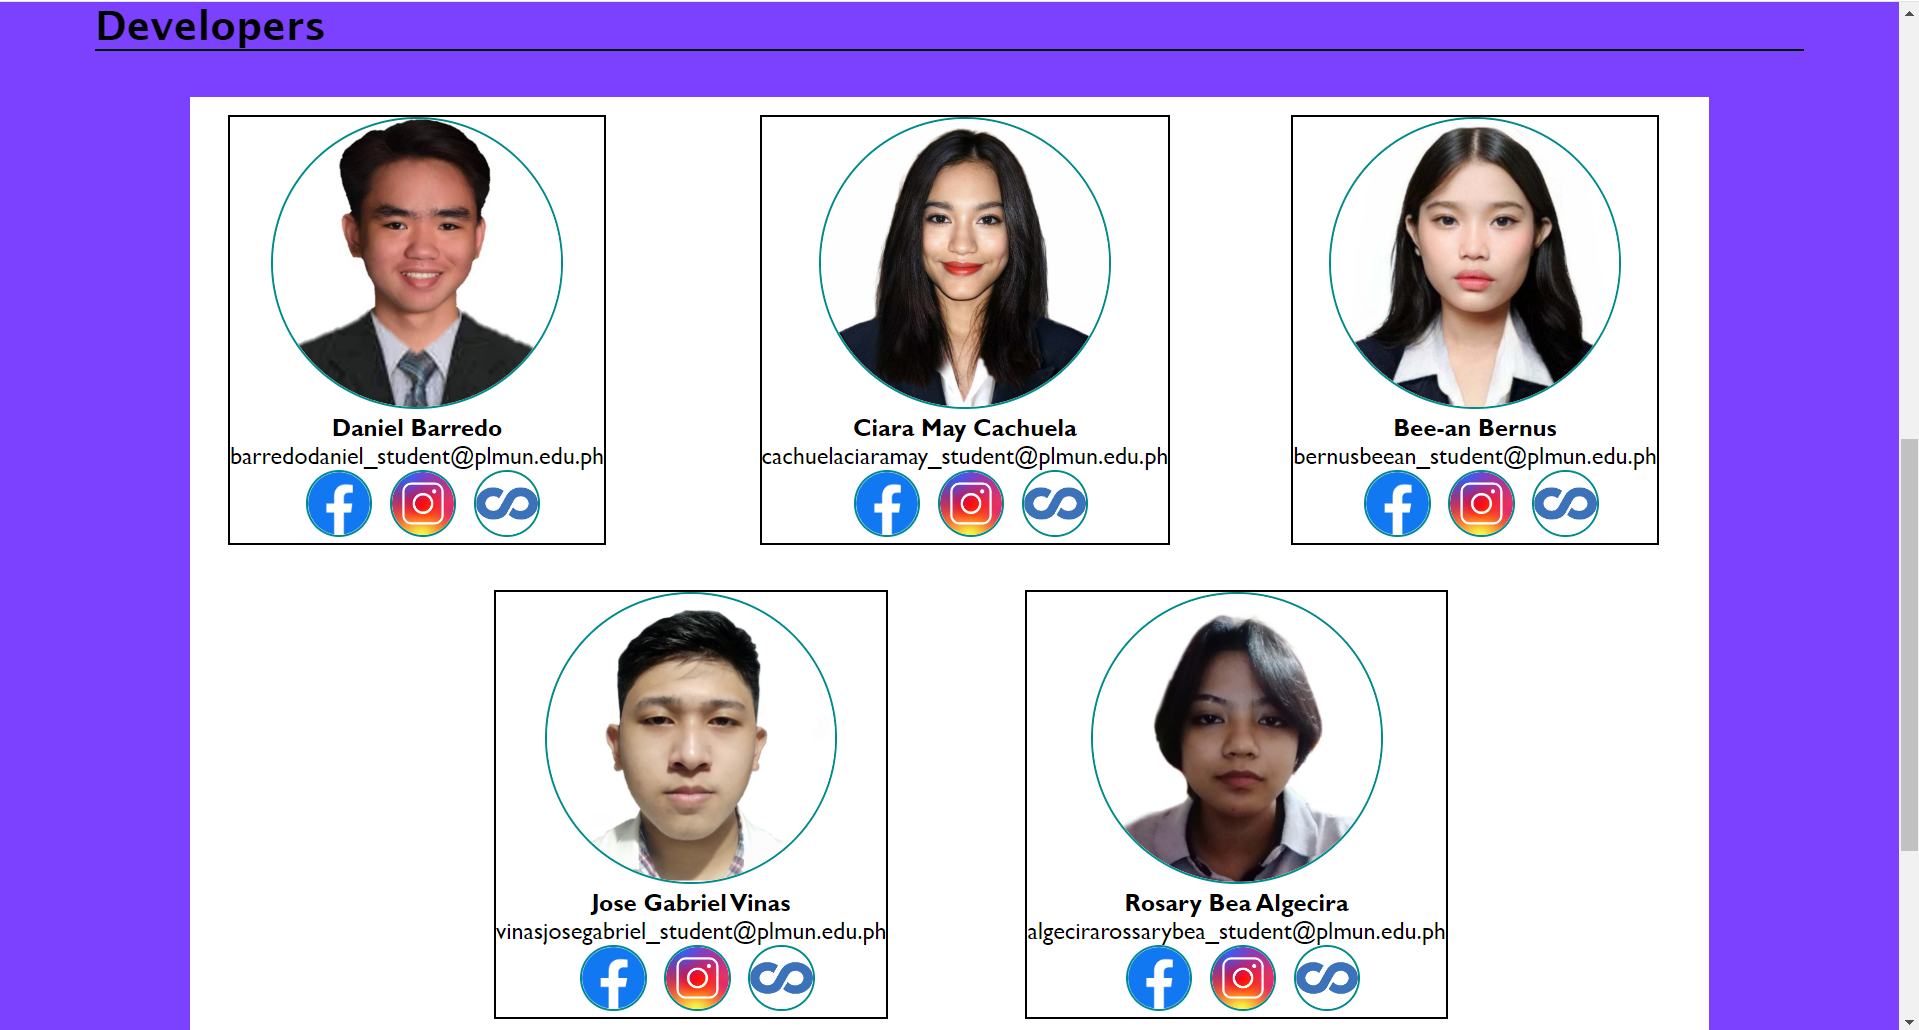 Developers
Daniel Barredo
barredodaniel_student@plmun.edu.ph
Ciara May Cachuela
cachuelaciaramay_student@plmun.edu.ph
Bee-an Bernus
bernusbeean_student@plmun.edu.ph
Jose Gabriel Vinas
vinasjosegabriel_student@plmun.edu.ph
Rosary Bea Algecira
algecirarossarybea_student@plmun.edu.ph